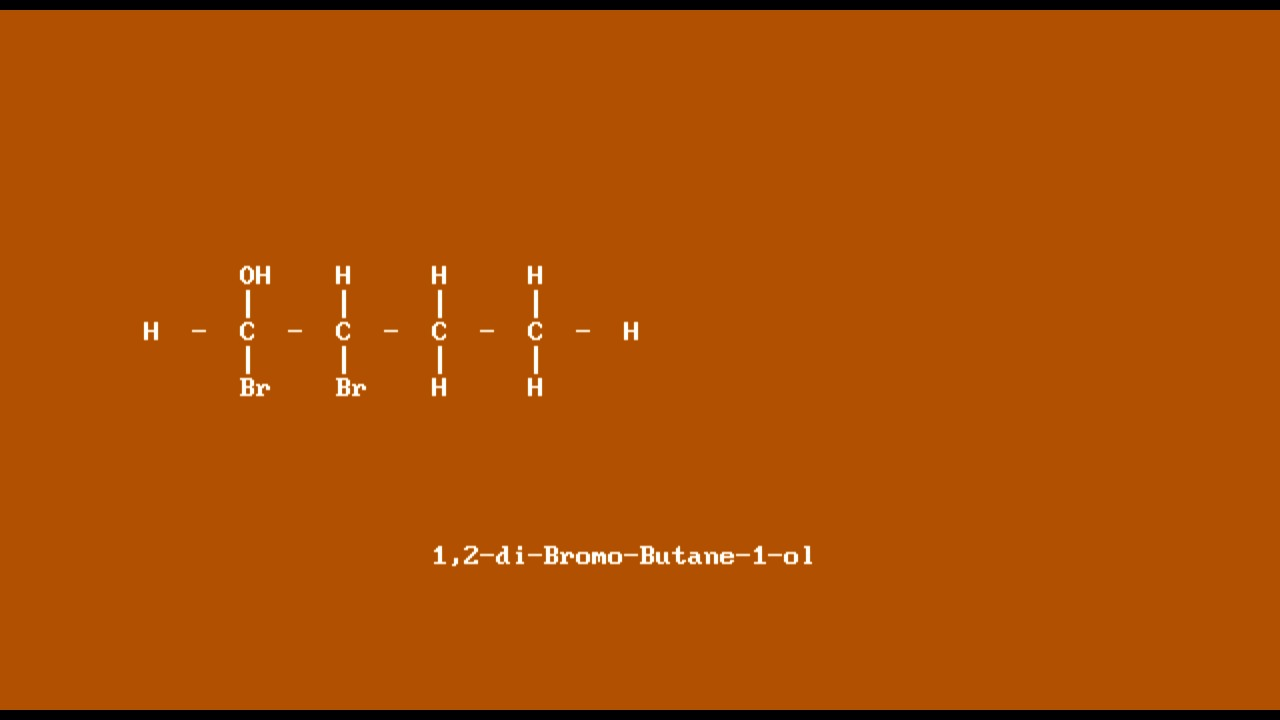 OH H H H
| | | |
H - C - C - C - C - H
| | | |
Br Br H H
1,2-di-Bromo-Butane-1-ol